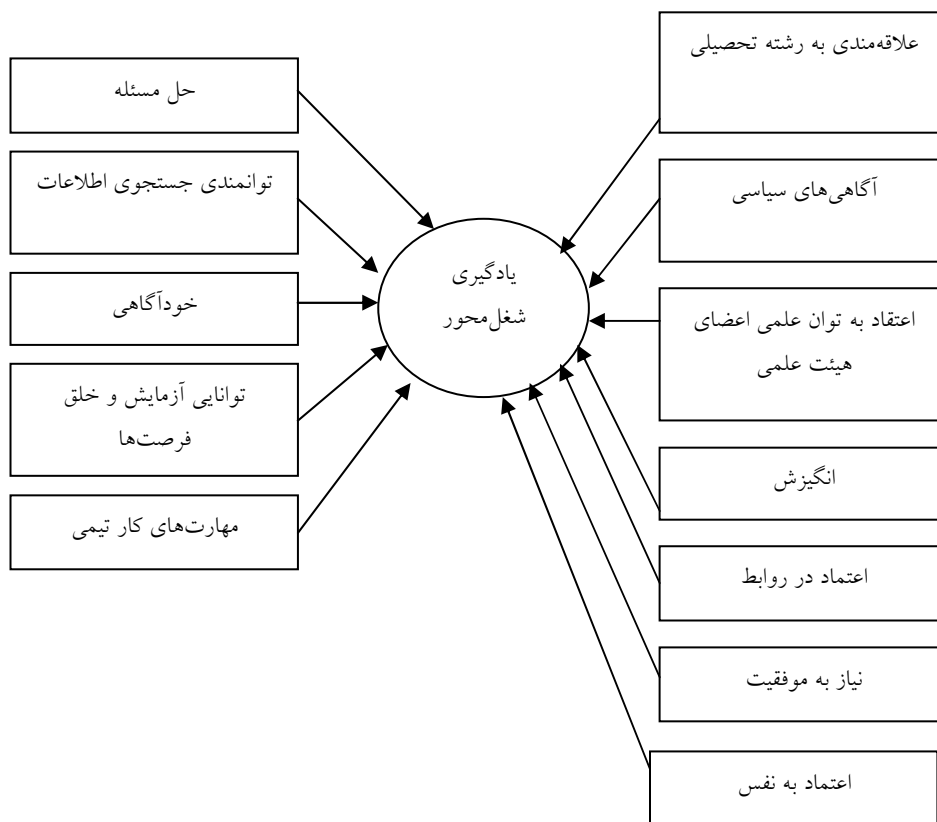 علاقه‌مندی به رشته تحصیلی
آگاهی‌های سیاسی
اعتقاد به توان علمی اعضای
هیئت علمی
انگیزش
اعتماد در روابط
نیاز به موفقیت
اعتماد به نفس
یادگیری
شغل‌محور
حل مسئله
توانمندی جستجوی اطلاعات
خودآگاهی
توانایی آزمایش و خلق
فرصت‌ها
مهارت‌های کار تیمی